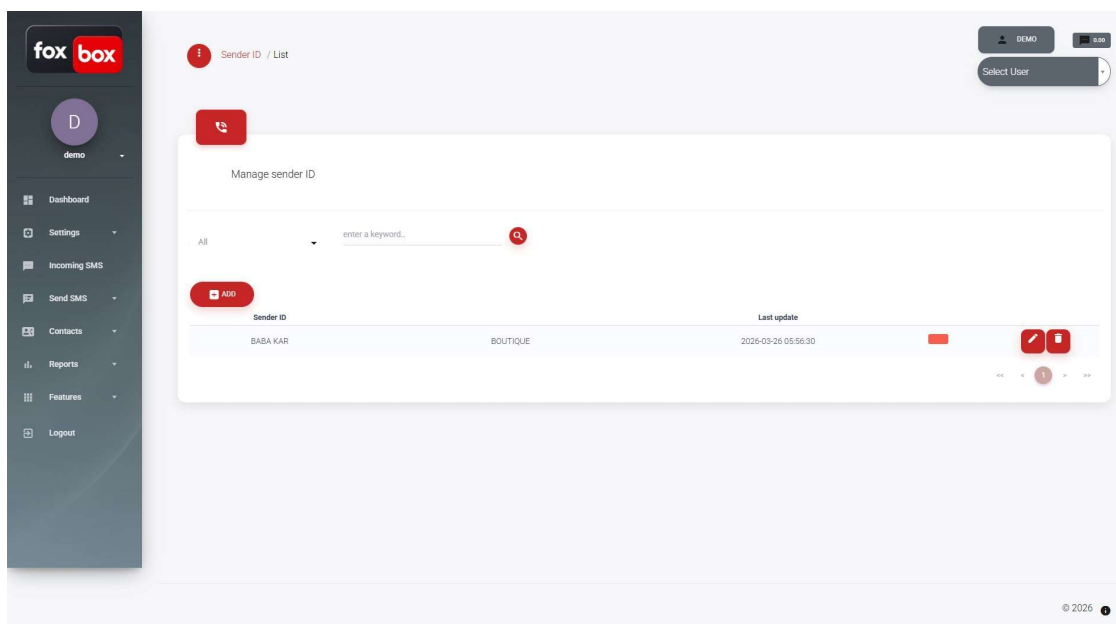 fox box
D
demo
Dashboard
Settings
Incoming SMS
Send SMS
Contacts
Reports
Features
Logout
Sender ID / List
DEMO
0.00
Select User
Manage sender ID
All
enter a keyword..
ADD
Sender ID Last update
BABA KAR BOUTIQUE 2026-03-26 05:56:30
<< < 1 > >>
© 2026